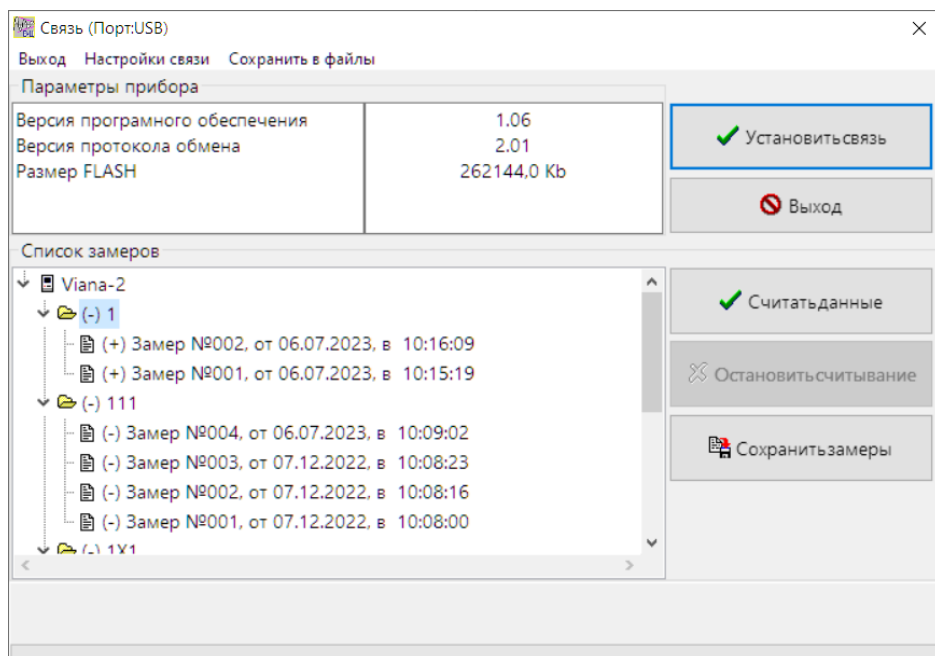 Связь (Порт:USB)
Выход Настройки связи Сохранить в файлы
Параметры прибора
Версия програмного обеспечения 1.06
Версия протокола обмена 2.01
Размер FLASH 262144,0 Kb
Установить связь
Выход
Список замеров
Viana-2
(-) 1
(+) Замер №002, от 06.07.2023, в 10:16:09
(+) Замер №001, от 06.07.2023, в 10:15:19
(-) 111
(-) Замер №004, от 06.07.2023, в 10:09:02
(-) Замер №003, от 07.12.2022, в 10:08:23
(-) Замер №002, от 07.12.2022, в 10:08:16
(-) Замер №001, от 07.12.2022, в 10:08:00
(-) 1X1
Считать данные
Остановить считывание
Сохранить замеры